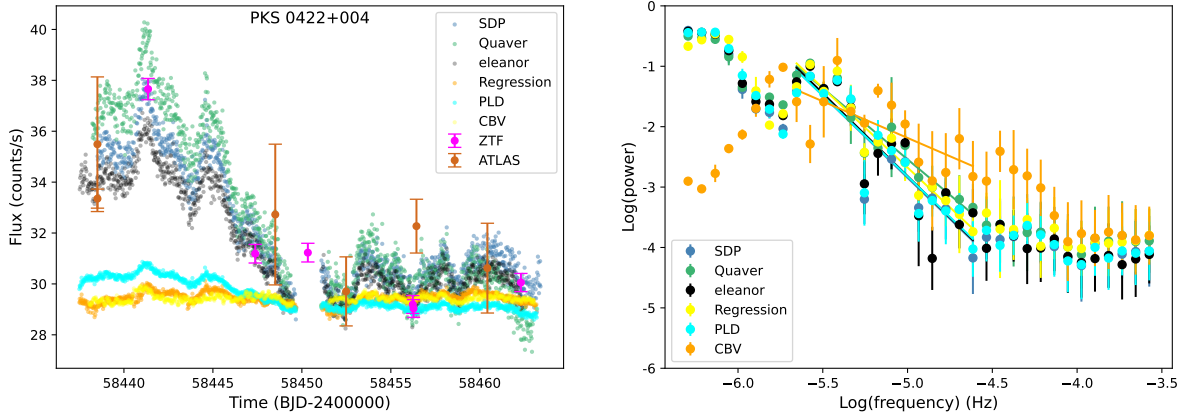 PKS 0422+004
SDP
Quaver
eleanor
Regression
PLD
CBV
ZTF
ATLAS
Flux (counts/s)
40
38
36
34
32
30
28
58440
58445
58450
58455
58460
Time (BJD-2400000)
Log(power)
0
-1
-2
-3
-4
-5
-6
SDP
Quaver
eleanor
Regression
PLD
CBV
−6.0
−5.5
−5.0
−4.5
−4.0
−3.5
Log(frequency) (Hz)